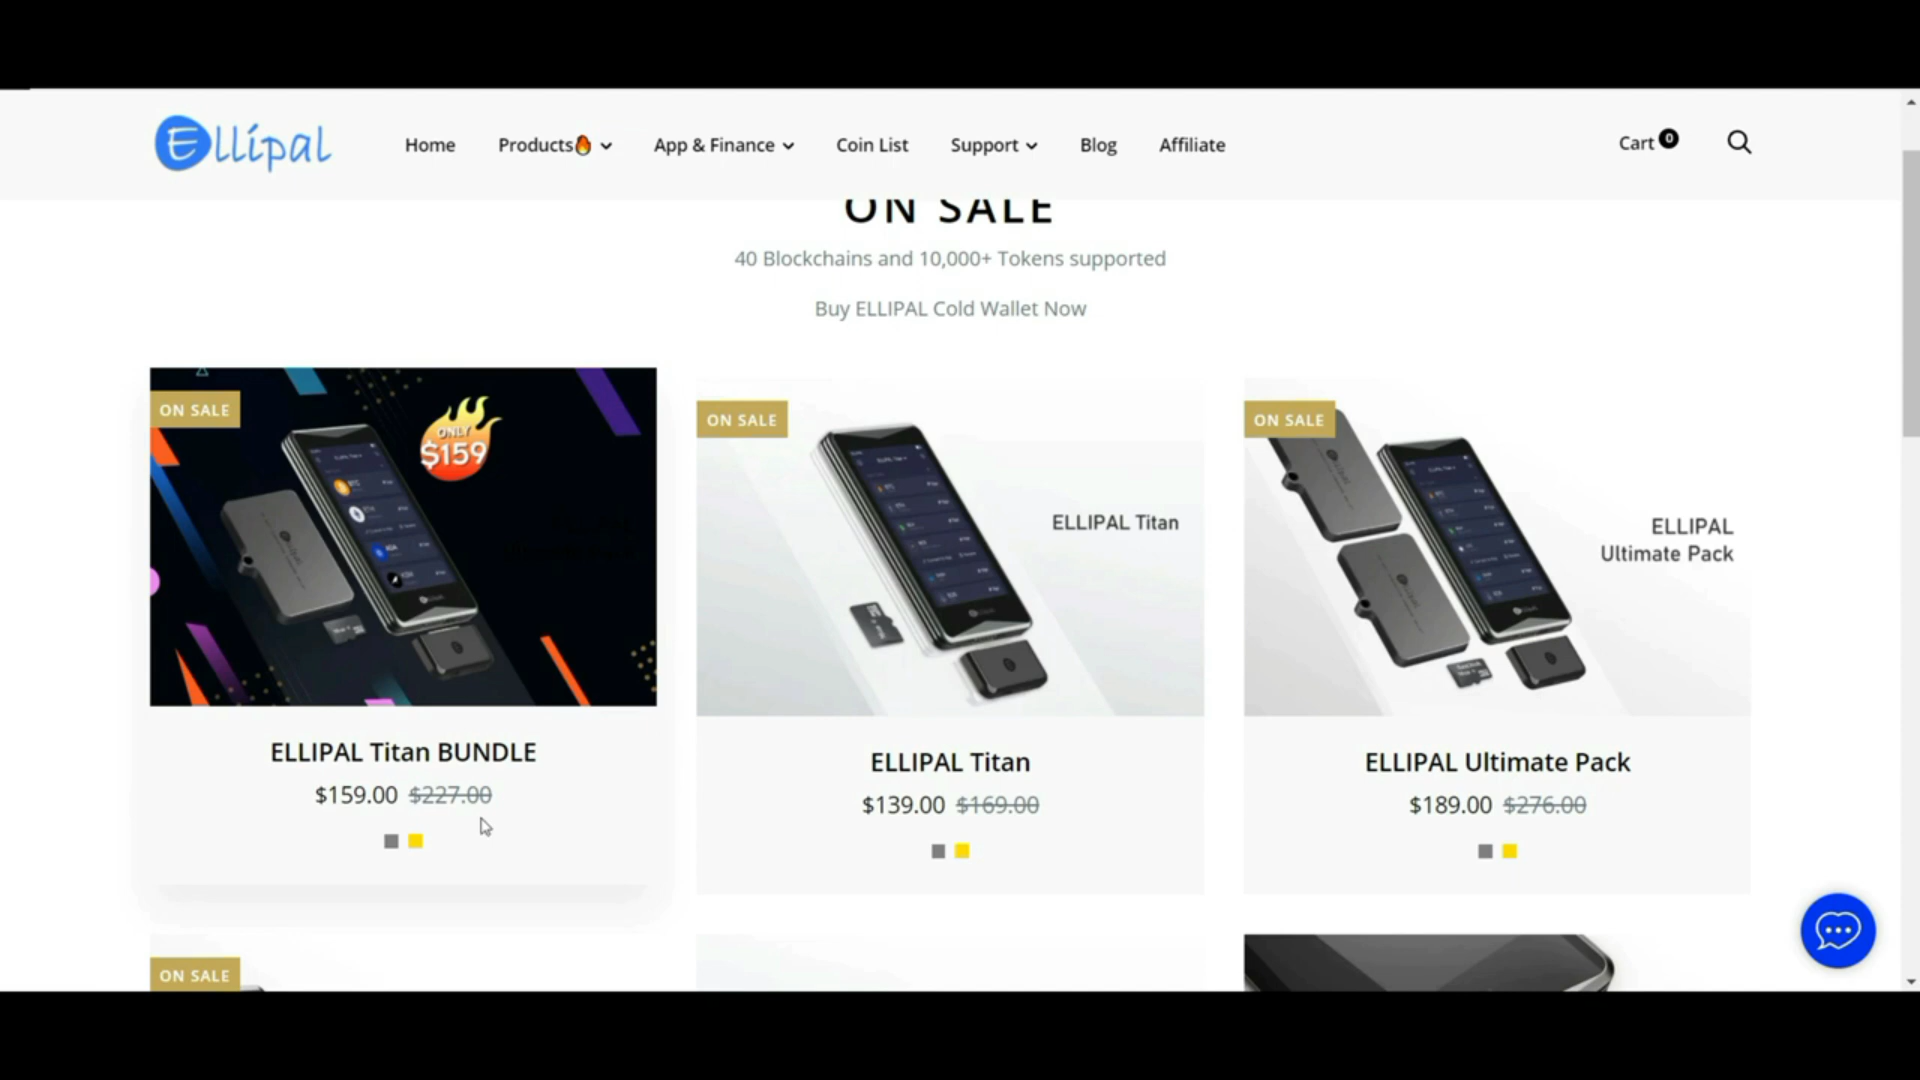 Ellipal
Home
Products🔥
App & Finance
Coin List
Support
Blog
Affiliate
Cart 0
ON SALE
40 Blockchains and 10,000+ Tokens supported
Buy ELLIPAL Cold Wallet Now
ON SALE
ONLY
$159
ON SALE
ELLIPAL Titan
ON SALE
ELLIPAL
Ultimate Pack
ELLIPAL Titan BUNDLE
$159.00 $227.00
ELLIPAL Titan
$139.00 $169.00
ELLIPAL Ultimate Pack
$189.00 $276.00
ON SALE